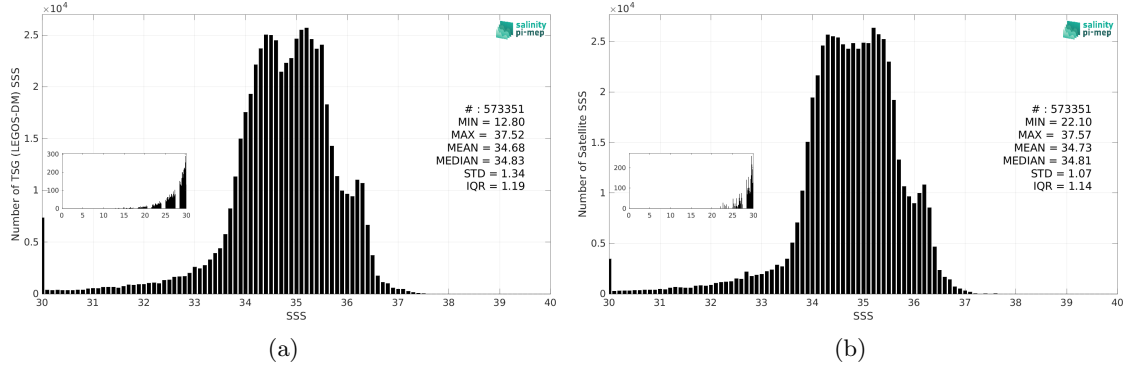 ×10⁴
salinity
pi-mep
Number of TSG (LEGOS-DM) SSS
2.5
2
1.5
1
0.5
0
# : 573351
MIN = 12.80
MAX = 37.52
MEAN = 34.68
MEDIAN = 34.83
STD = 1.34
IQR = 1.19
300
200
100
0
0 5 10 15 20 25 30
30 31 32 33 34 35 36 37 38 39 40
SSS
(a)
×10⁴
salinity
pi-mep
Number of Satellite SSS
2.5
2
1.5
1
0.5
0
# : 573351
MIN = 22.10
MAX = 37.57
MEAN = 34.73
MEDIAN = 34.81
STD = 1.07
IQR = 1.14
200
100
0
0 5 10 15 20 25 30
30 31 32 33 34 35 36 37 38 39 40
SSS
(b)